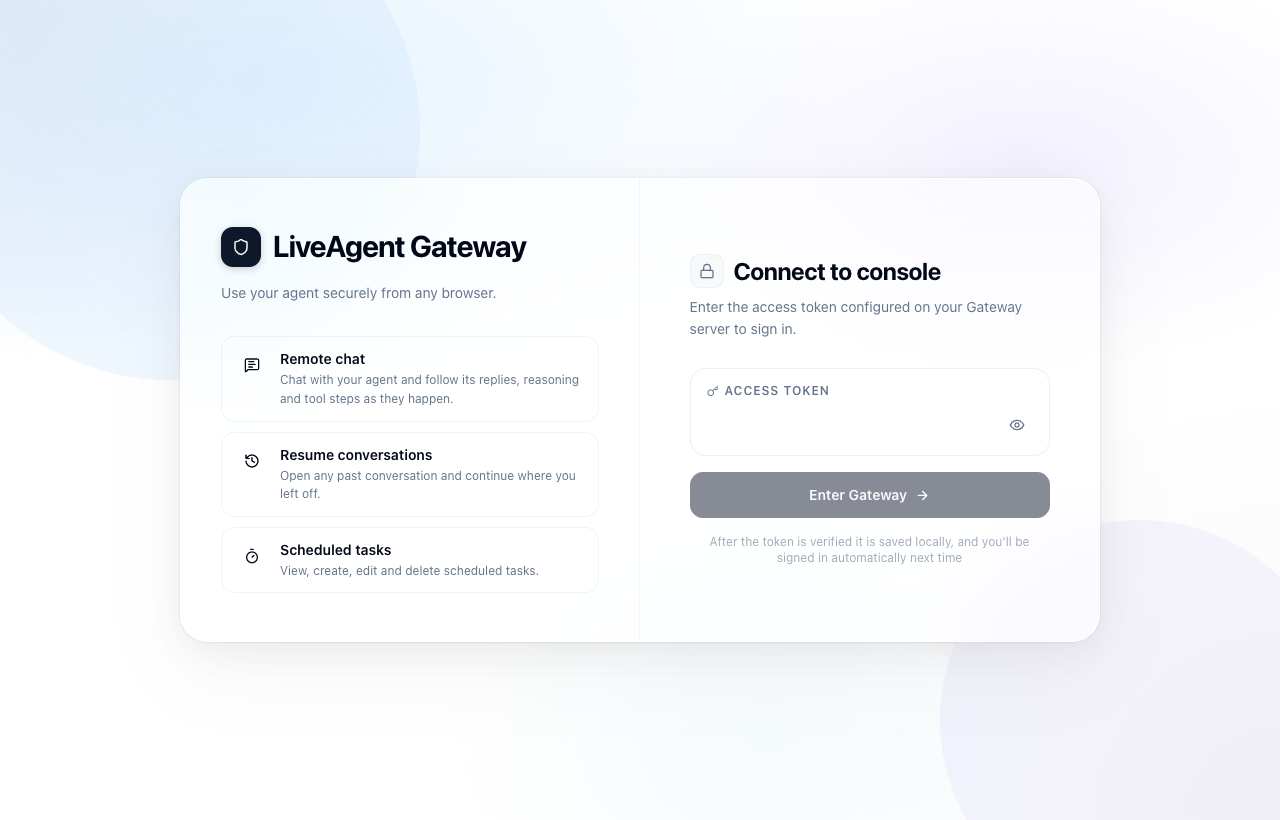 LiveAgent Gateway
Use your agent securely from any browser.
Remote chat
Chat with your agent and follow its replies, reasoning
and tool steps as they happen.
Resume conversations
Open any past conversation and continue where you
left off.
Scheduled tasks
View, create, edit and delete scheduled tasks.
Connect to console
Enter the access token configured on your Gateway
server to sign in.
ACCESS TOKEN
Enter Gateway
After the token is verified it is saved locally, and you'll be
signed in automatically next time